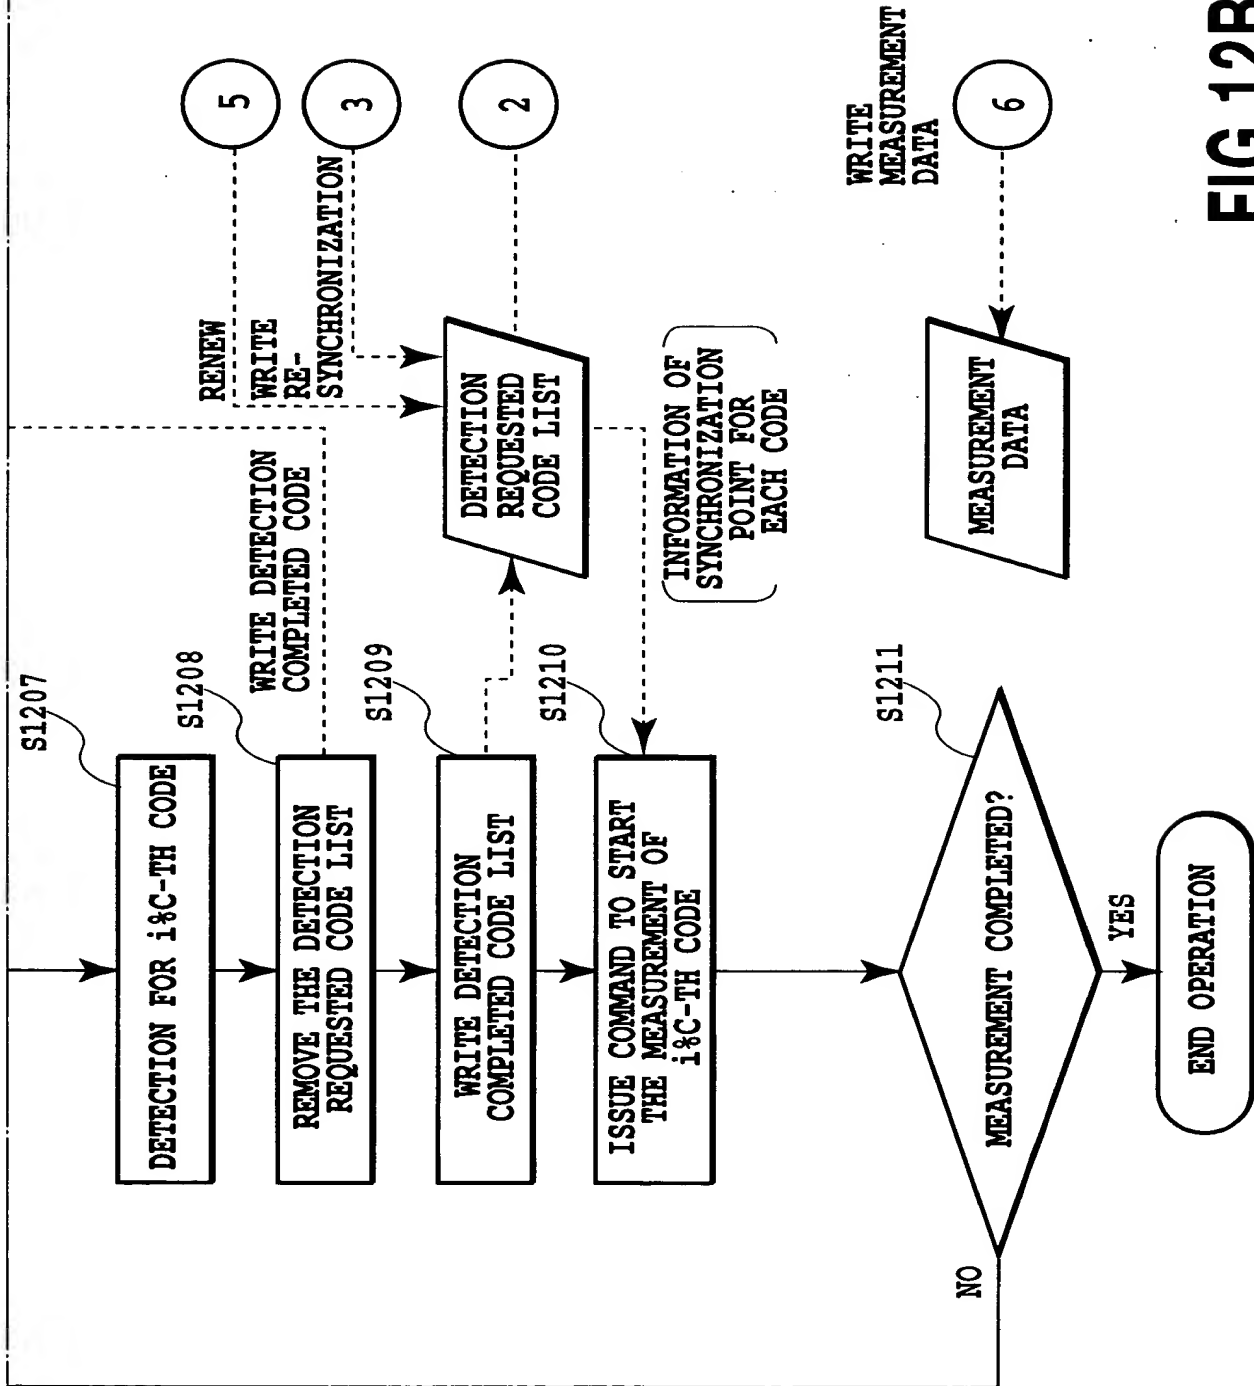 S1207
DETECTION FOR i%C-TH CODE
S1208
REMOVE THE DETECTION
REQUESTED CODE LIST
WRITE DETECTION
COMPLETED CODE
S1209
WRITE DETECTION
COMPLETED CODE LIST
S1210
ISSUE COMMAND TO START
THE MEASUREMENT OF
i%C-TH CODE
S1211
MEASUREMENT COMPLETED?
NO
YES
END OPERATION
RENEW
WRITE
RE-
SYNCHRONIZATION
5
3
2
DETECTION
REQUESTED
CODE LIST
INFORMATION OF
SYNCHRONIZATION
POINT FOR
EACH CODE
WRITE
MEASUREMENT
DATA
6
MEASUREMENT
DATA
FIG.12B